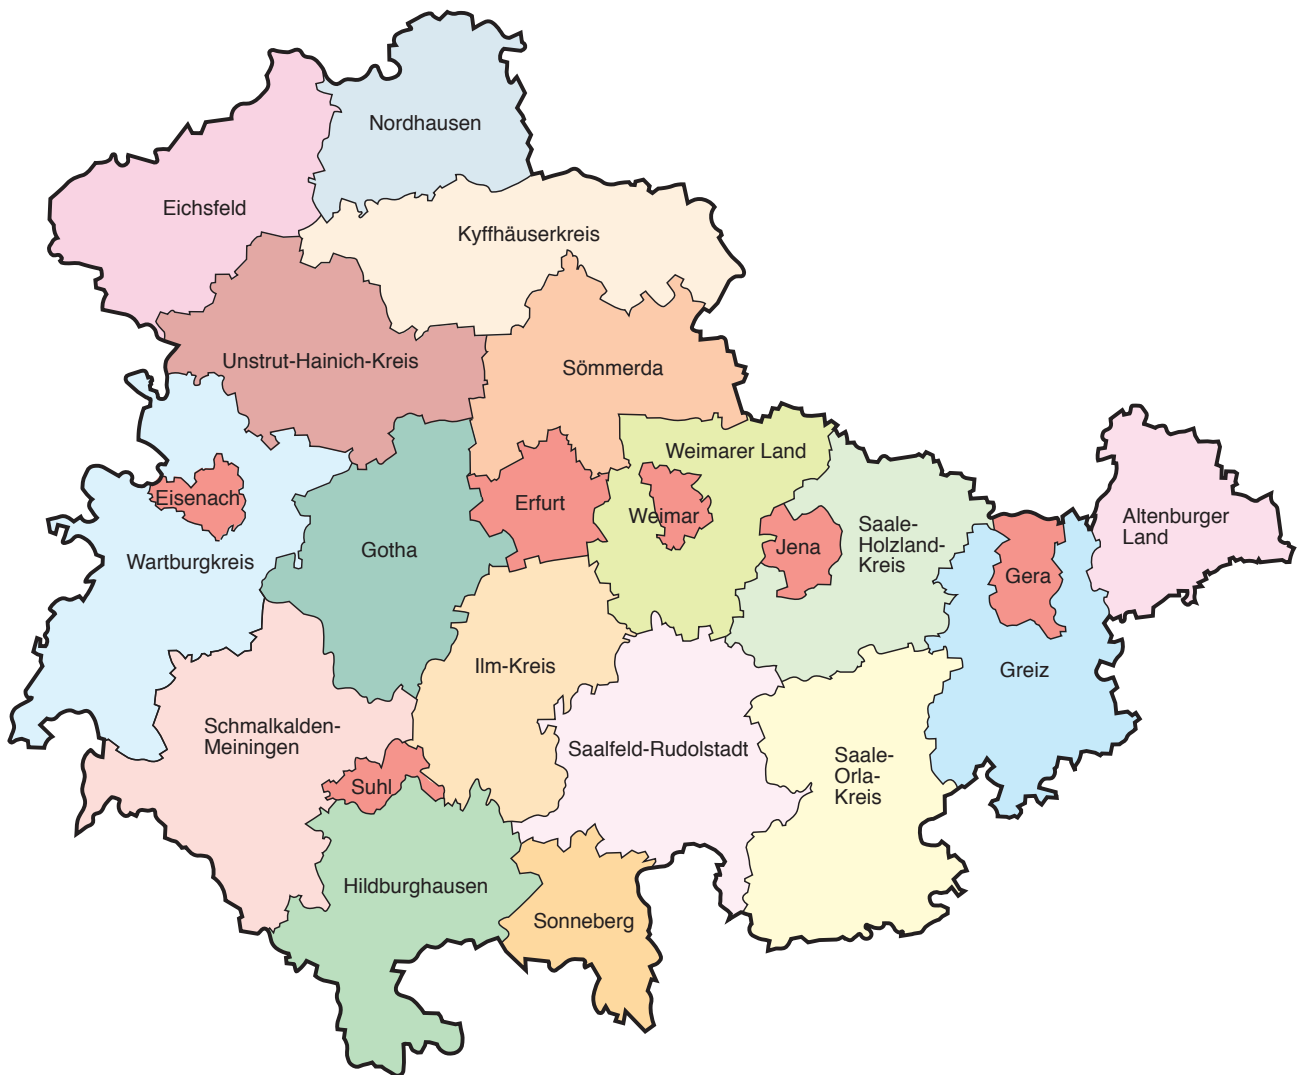 Nordhausen
Eichsfeld
Kyffhäuserkreis
Unstrut-Hainich-Kreis
Sömmerda
Weimarer Land
Eisenach
Erfurt
Weimar
Altenburger
Land
Saale-
Holzland-
Kreis
Jena
Gotha
Wartburgkreis
Gera
Ilm-Kreis
Greiz
Schmalkalden-
Meiningen
Saalfeld-Rudolstadt
Saale-
Orla-
Kreis
Suhl
Hildburghausen
Sonneberg